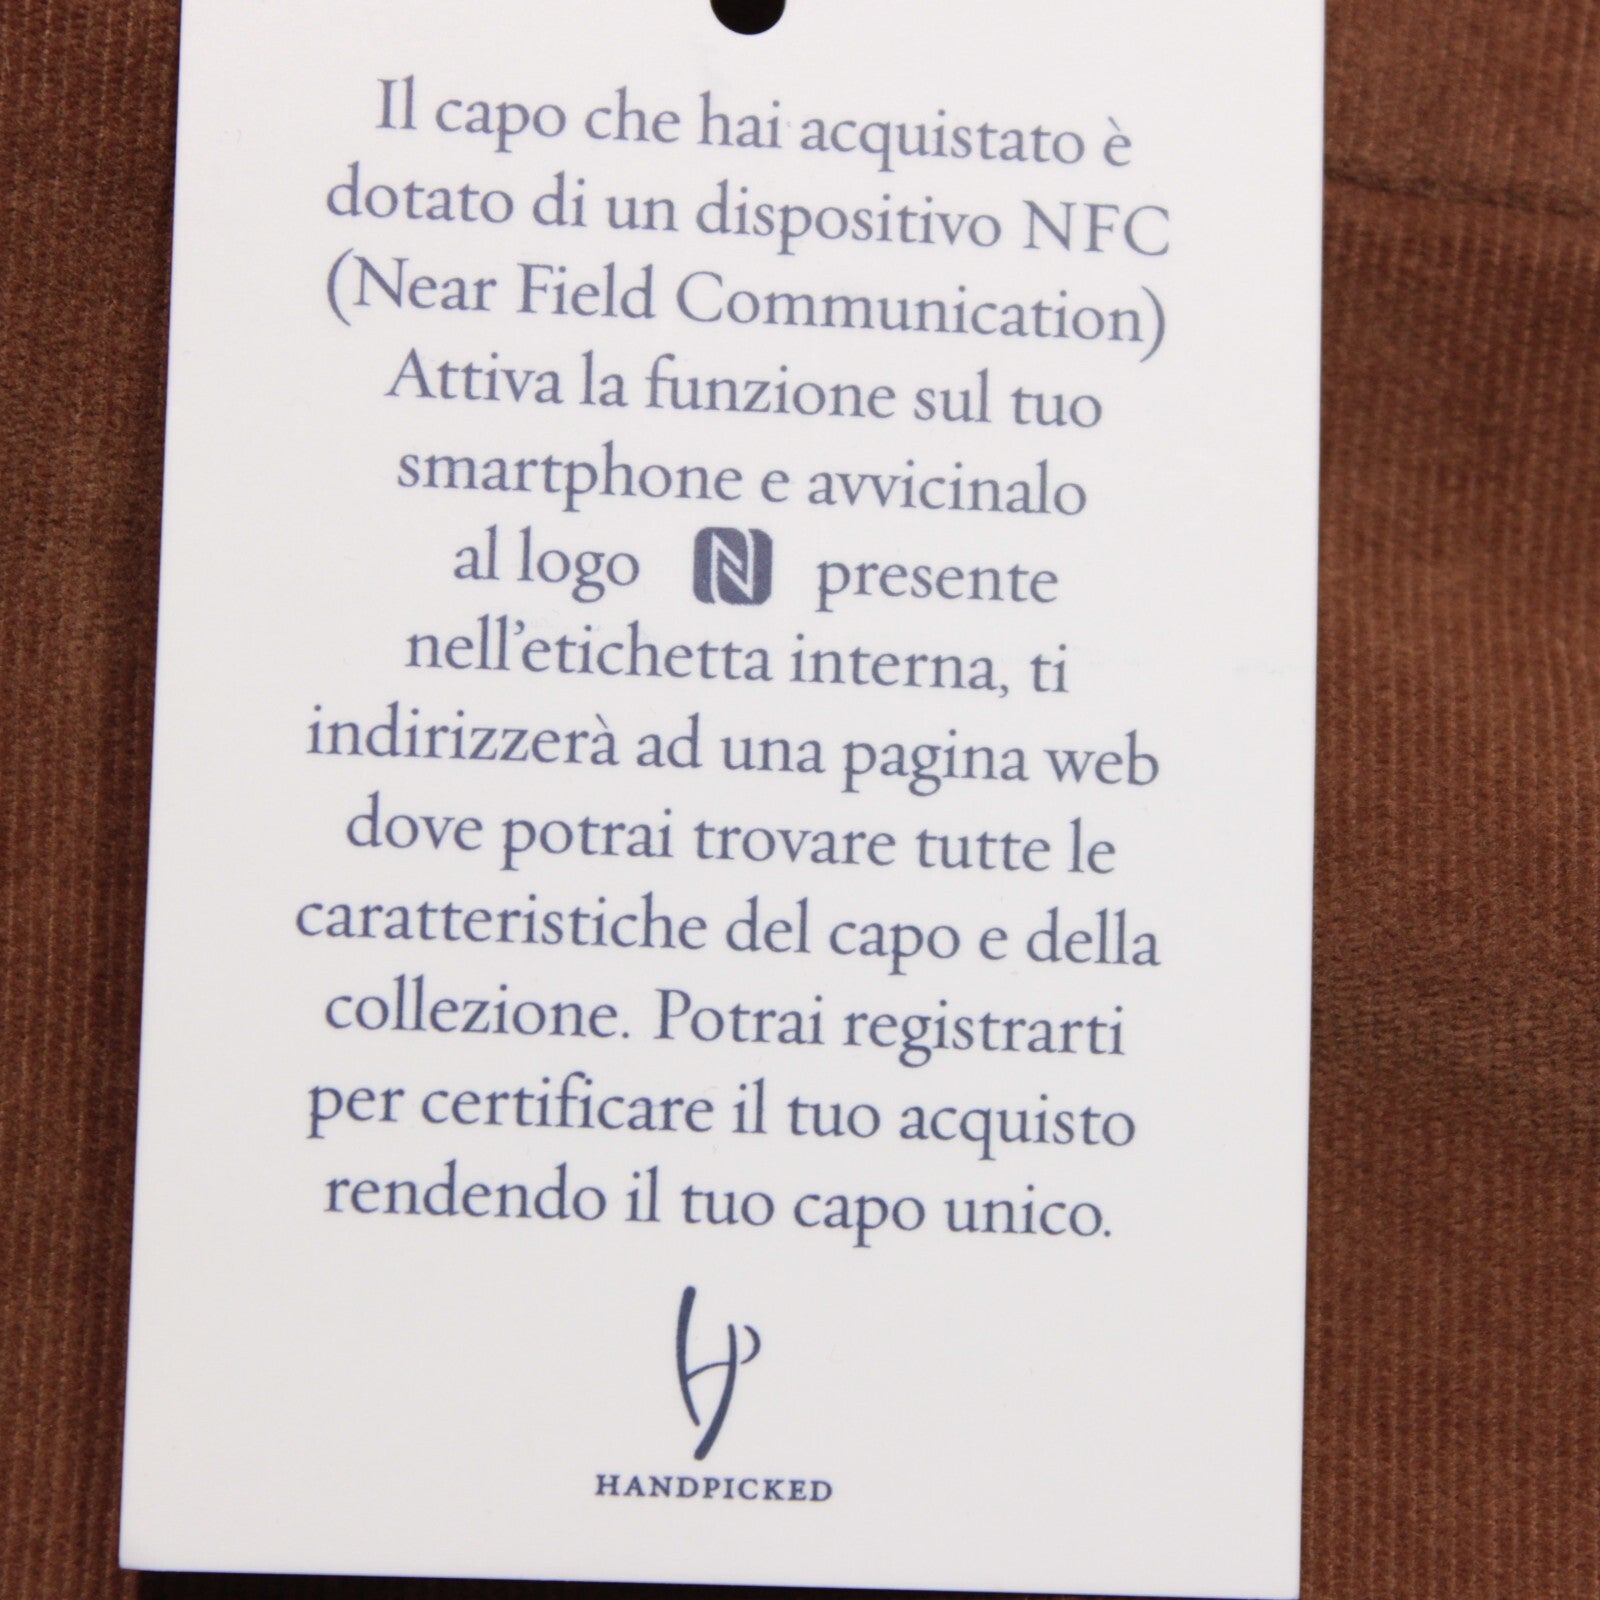 Il capo che hai acquistato è
dotato di un dispositivo NFC
(Near Field Communication)
Attiva la funzione sul tuo
smartphone e avvicinalo
al logo N presente
nell’etichetta interna, ti
indirizzerà ad una pagina web
dove potrai trovare tutte le
caratteristiche del capo e della
collezione. Potrai registrarti
per certificare il tuo acquisto
rendendo il tuo capo unico.
HP
HANDPICKED